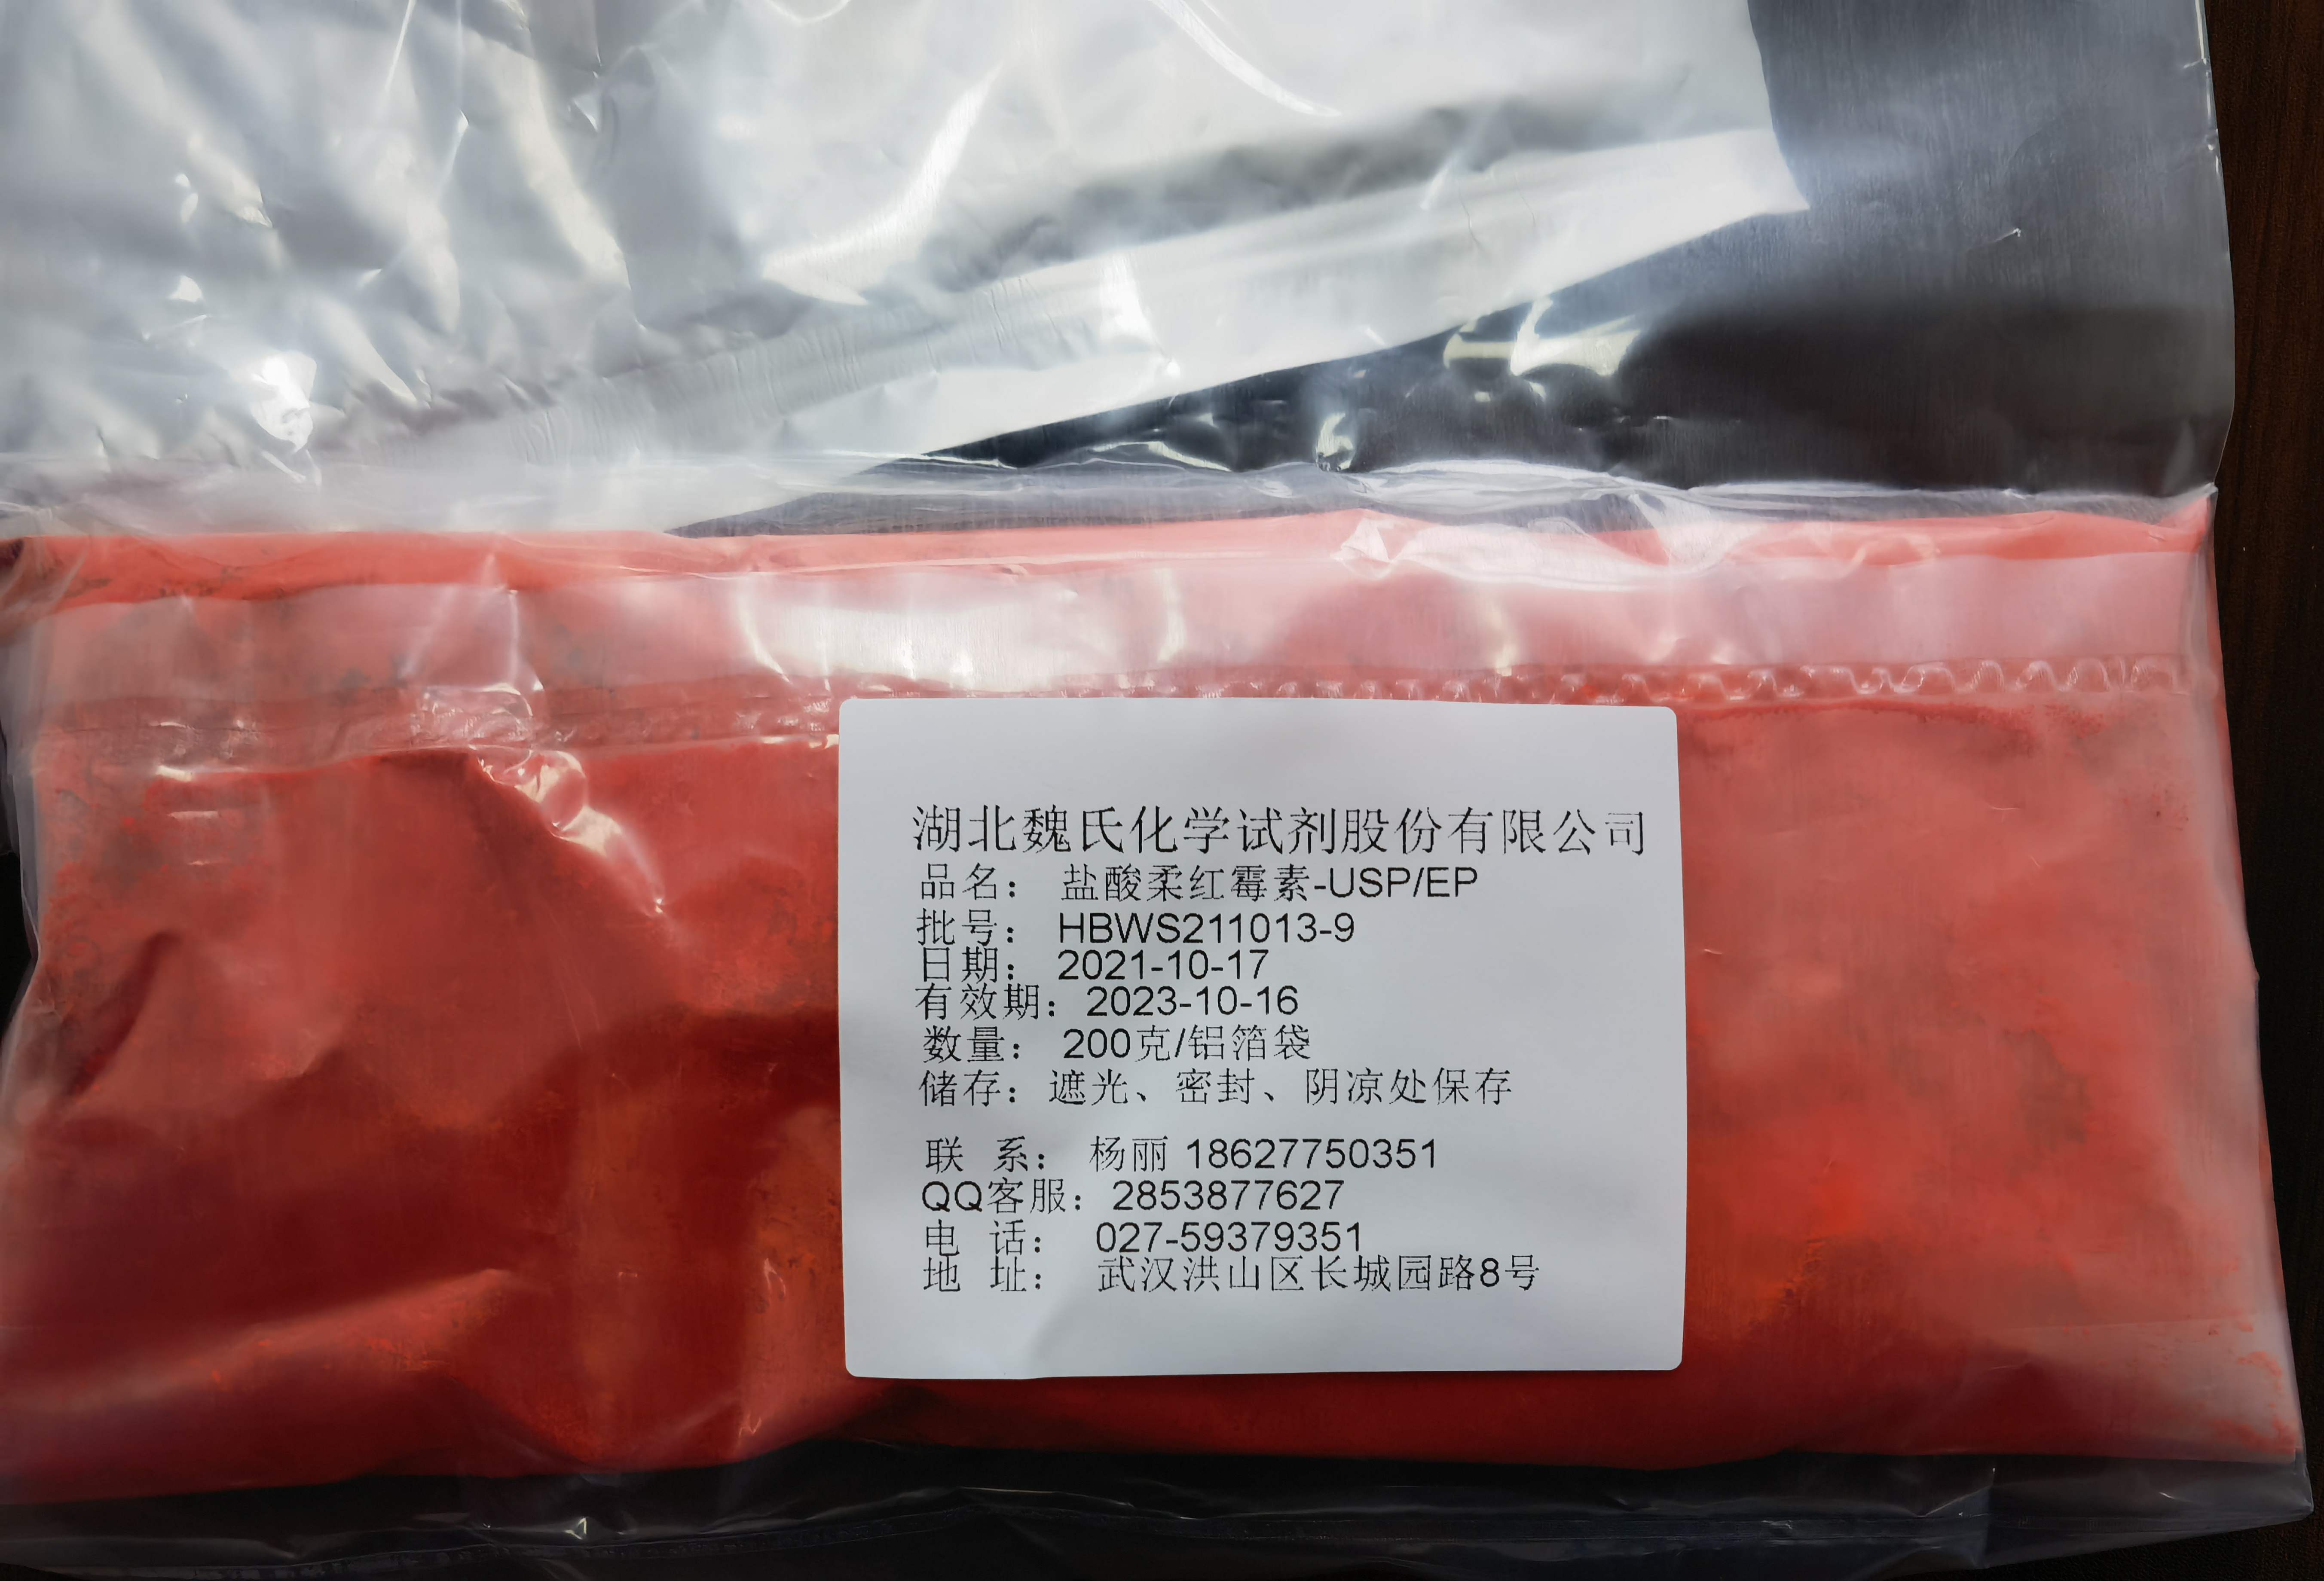 湖北魏氏化学试剂股份有限公司
品名： 盐酸柔红霉素-USP/EP
批号： HBWS211013-9
日期： 2021-10-17
有效期：2023-10-16
数量： 200克/铝箔袋
储存：遮光、密封、阴凉处保存
联 系： 杨丽 18627750351
QQ客服：2853877627
电 话： 027-59379351
地 址： 武汉洪山区长城园路8号